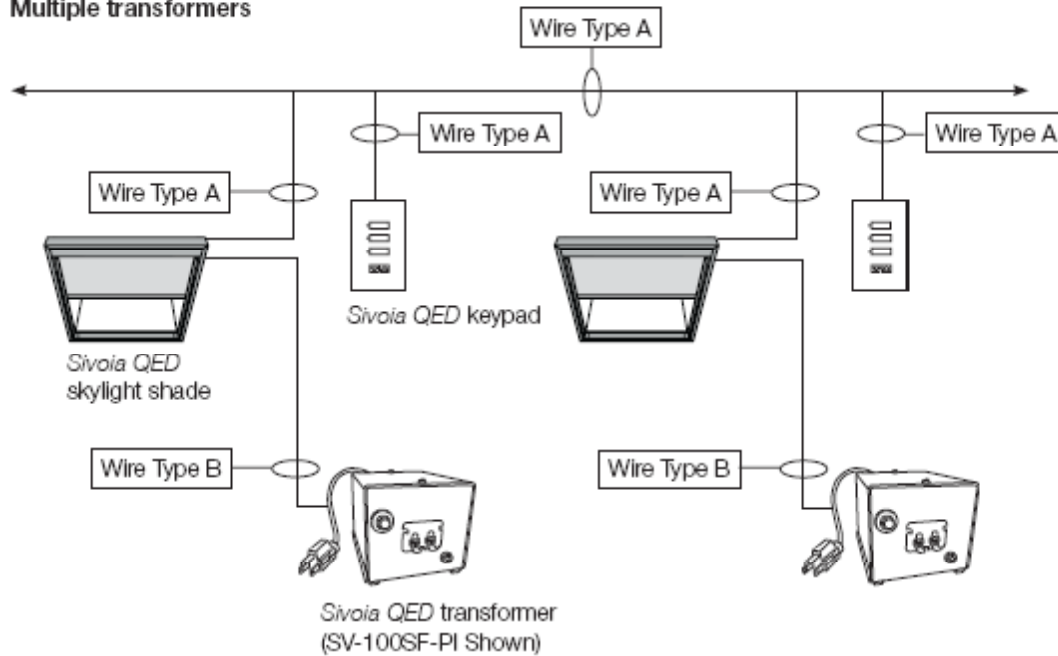 Multiple transformers
Wire Type A
Wire Type A
Wire Type A
Wire Type A
Wire Type A
Sivoia QED keypad
Sivoia QED
skylight shade
Wire Type B
Wire Type B
Sivoia QED transformer
(SV-100SF-PI Shown)